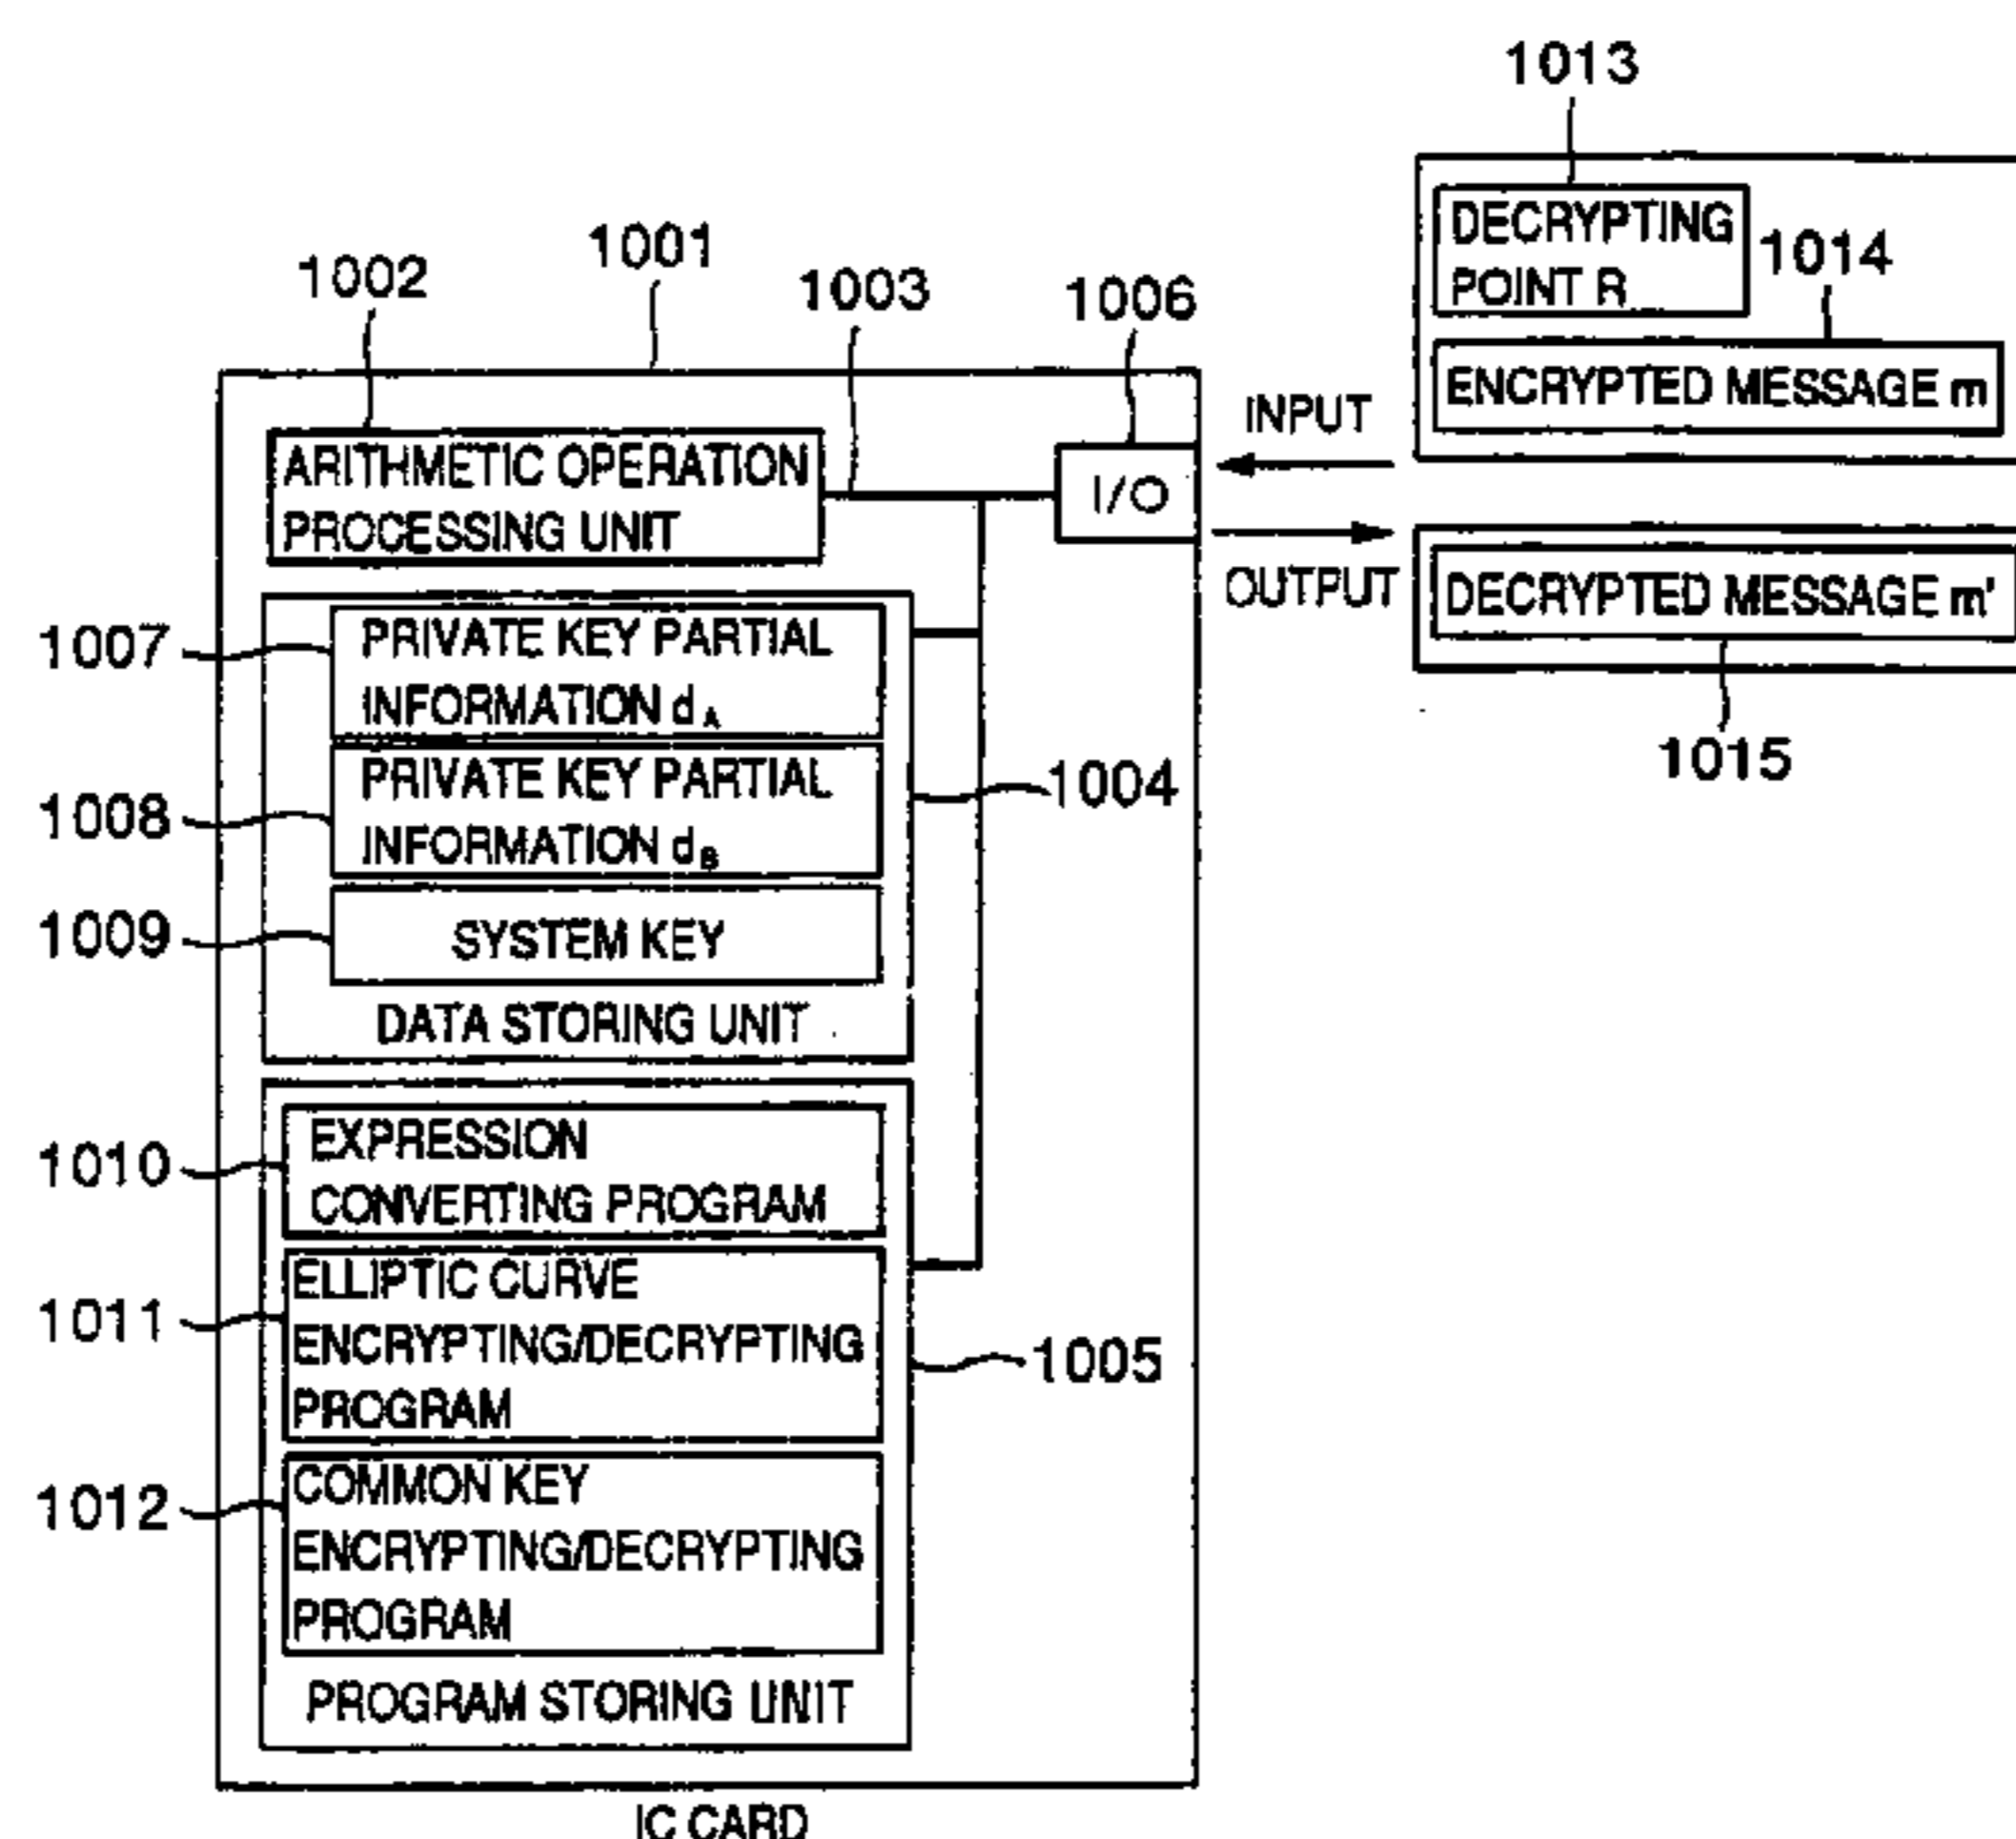 1013
DECRYPTING
POINT R
1014
ENCRYPTED MESSAGE m
1001
1002
1003
1006
INPUT
ARITHMETIC OPERATION
PROCESSING UNIT
I/O
OUTPUT
DECRYPTED MESSAGE m'
1015
1007
PRIVATE KEY PARTIAL
INFORMATION dA
1008
PRIVATE KEY PARTIAL
INFORMATION dB
1004
1009
SYSTEM KEY
DATA STORING UNIT
1010
EXPRESSION
CONVERTING PROGRAM
1011
ELLIPTIC CURVE
ENCRYPTING/DECRYPTING
PROGRAM
1005
1012
COMMON KEY
ENCRYPTING/DECRYPTING
PROGRAM
PROGRAM STORING UNIT
IC CARD